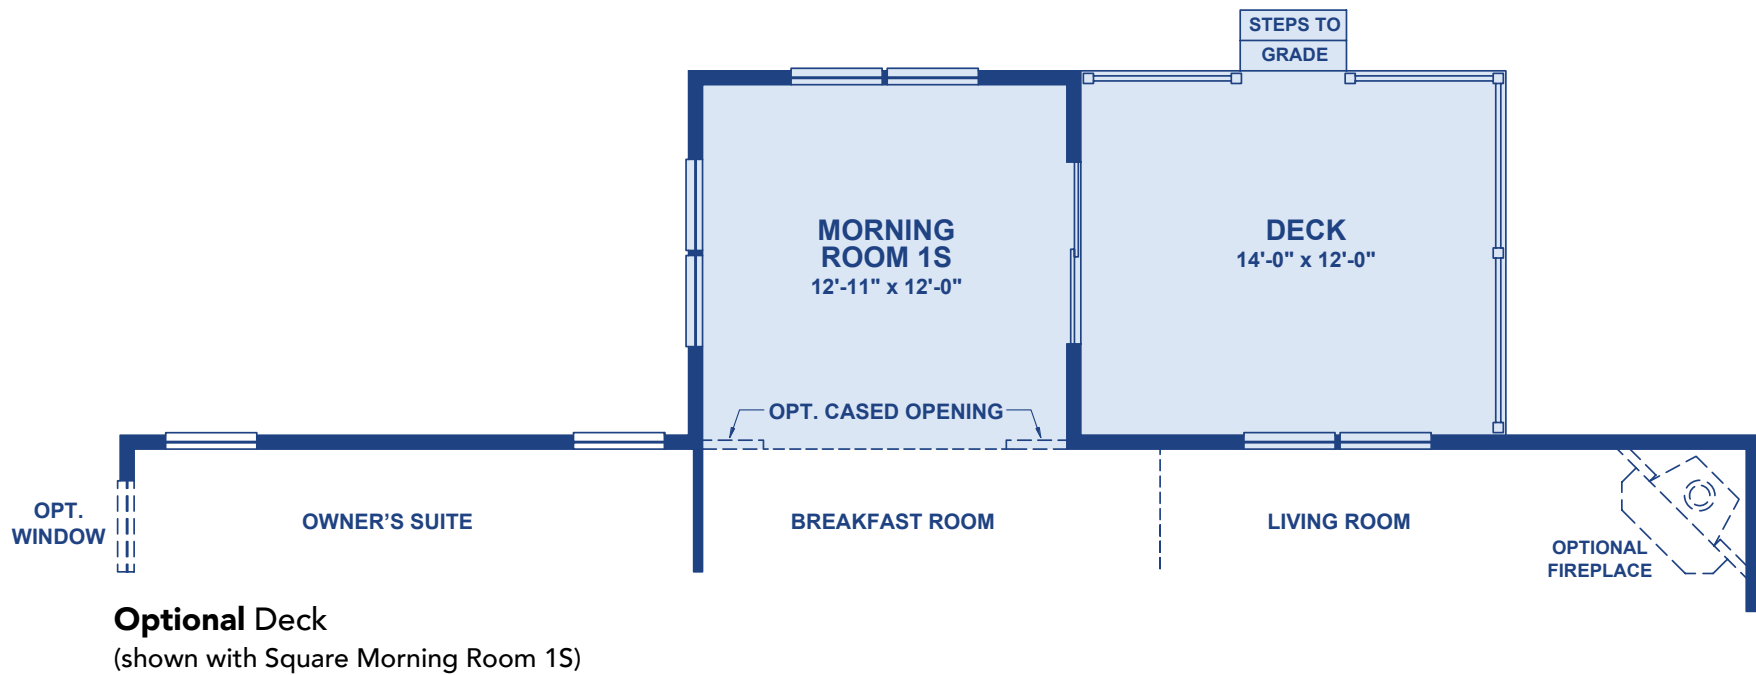 STEPS TO
GRADE
MORNING
ROOM 1S
12'-11" x 12'-0"
DECK
14'-0" x 12'-0"
OPT. CASED OPENING
OPT.
WINDOW
OWNER’S SUITE
BREAKFAST ROOM
LIVING ROOM
OPTIONAL
FIREPLACE
Optional Deck
(shown with Square Morning Room 1S)